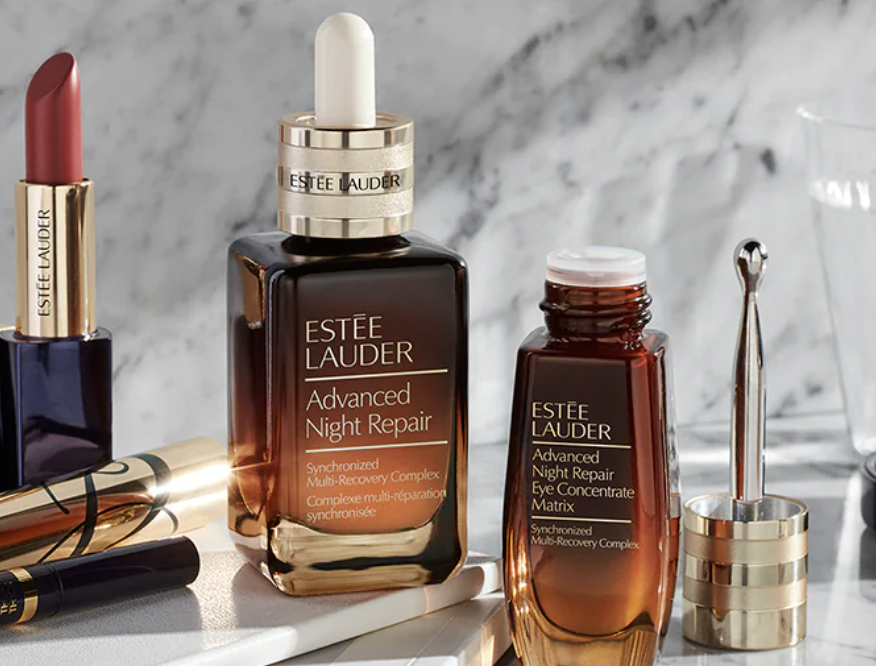 ESTĒE LAUDER
ESTĒE LAUDER
ESTĒE
LAUDER
Advanced
Night Repair
Synchronized
Multi-Recovery Complex
Complexe multi-réparation
synchronisée
ESTĒE
LAUDER
Advanced
Night Repair
Eye Concentrate
Matrix
Synchronized
Multi-Recovery Complex